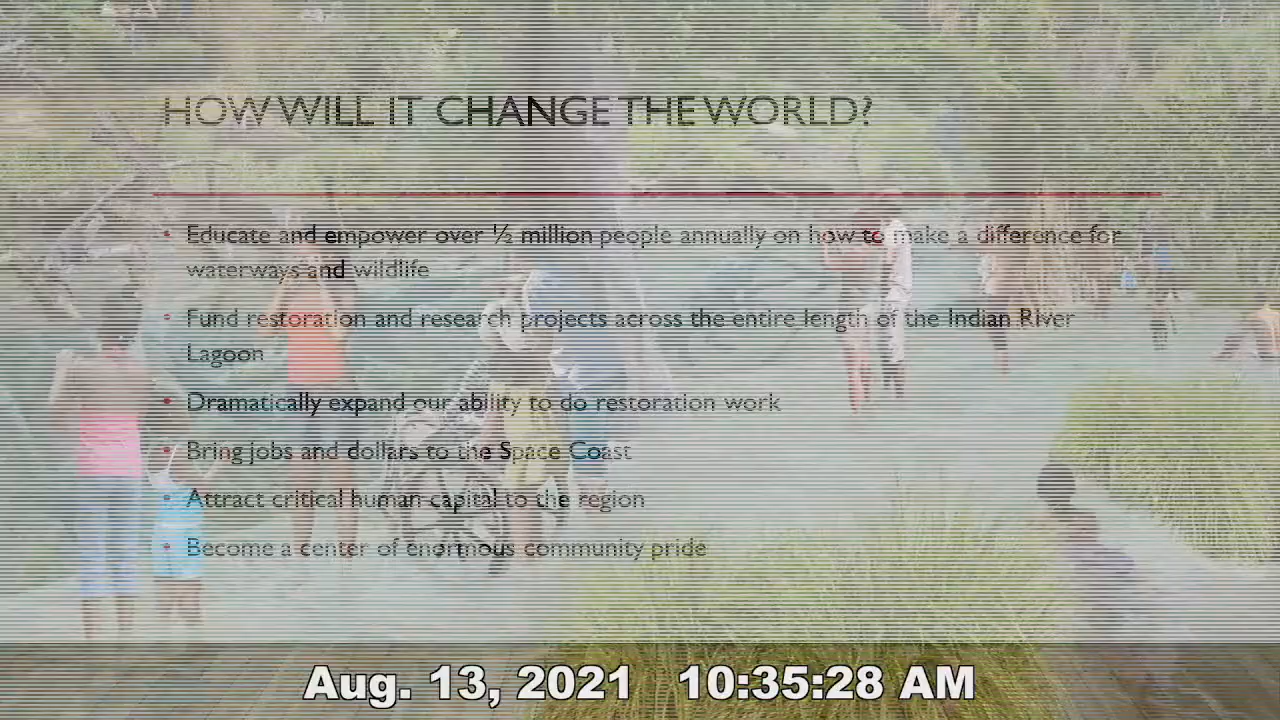 HOW WILL IT CHANGE THE WORLD?
• Educate and empower over ½ million people annually on how to make a difference for
waterways and wildlife
• Fund restoration and research projects across the entire length of the Indian River
Lagoon
• Dramatically expand our ability to do restoration work
• Bring jobs and dollars to the Space Coast
• Attract critical human capital to the region
• Become a center of enormous community pride
Aug. 13, 2021 10:35:28 AM